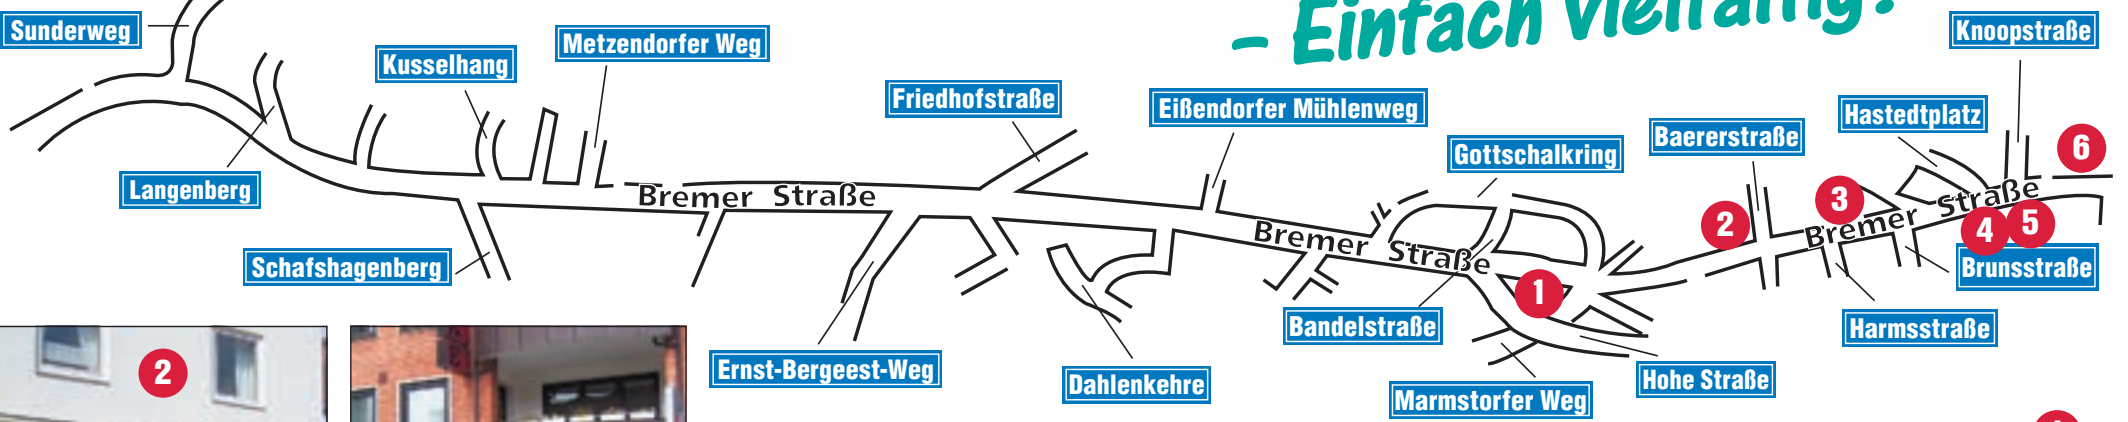 – Einfach vielfältig!
Sunderweg
Kusselhang
Metzendorfer Weg
Friedhofstraße
Eißendorfer Mühlenweg
Gottschalkring
Baererstraße
Hastedtplatz
Knoopstraße
Langenberg
Schafshagenberg
Bremer Straße
Bremer Straße
Bremer Straße
1
2
3
4
5
6
Brunsstraße
Harmsstraße
Bandelstraße
Hohe Straße
Marmstorfer Weg
Dahlenkehre
Ernst-Bergeest-Weg
2